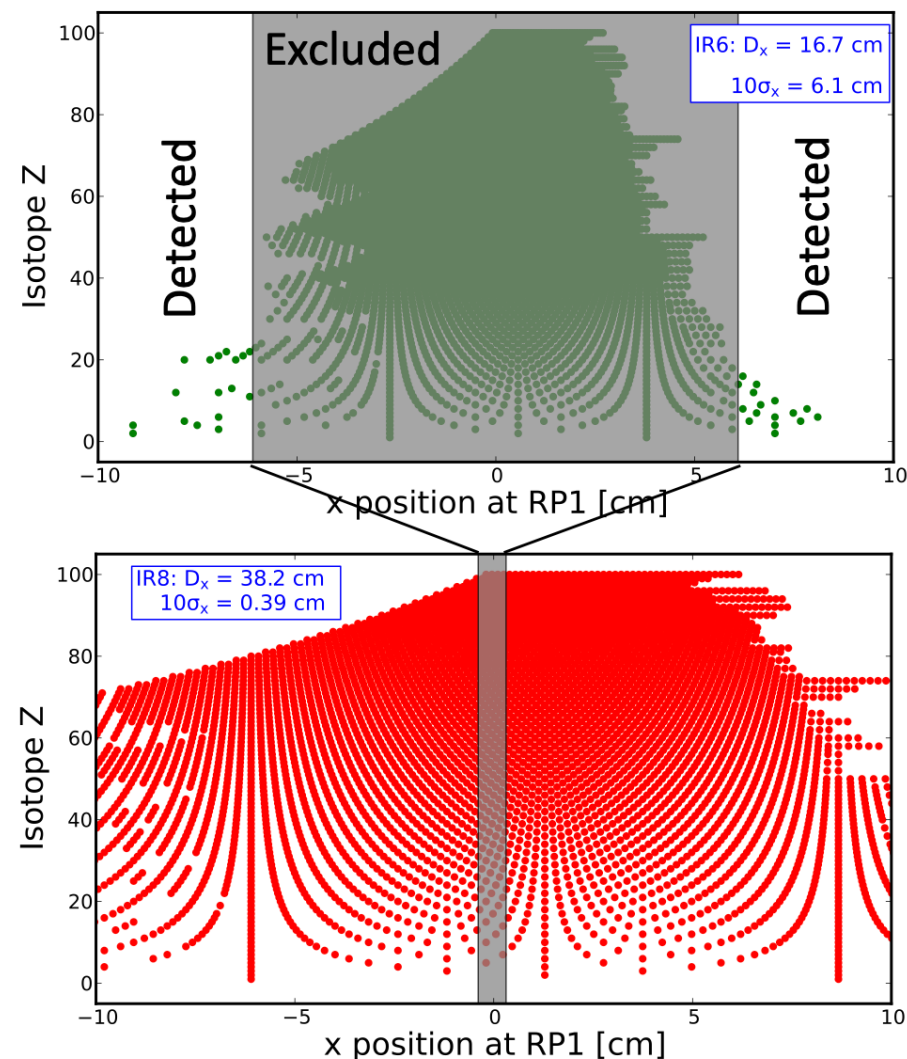 Excluded
IR6: Dₓ = 16.7 cm
10σₓ = 6.1 cm
Detected
Detected
Isotope Z
100
80
60
40
20
0
−10
−5
0
5
10
x position at RP1 [cm]
IR8: Dₓ = 38.2 cm
10σₓ = 0.39 cm
Isotope Z
100
80
60
40
20
0
−10
−5
0
5
10
x position at RP1 [cm]